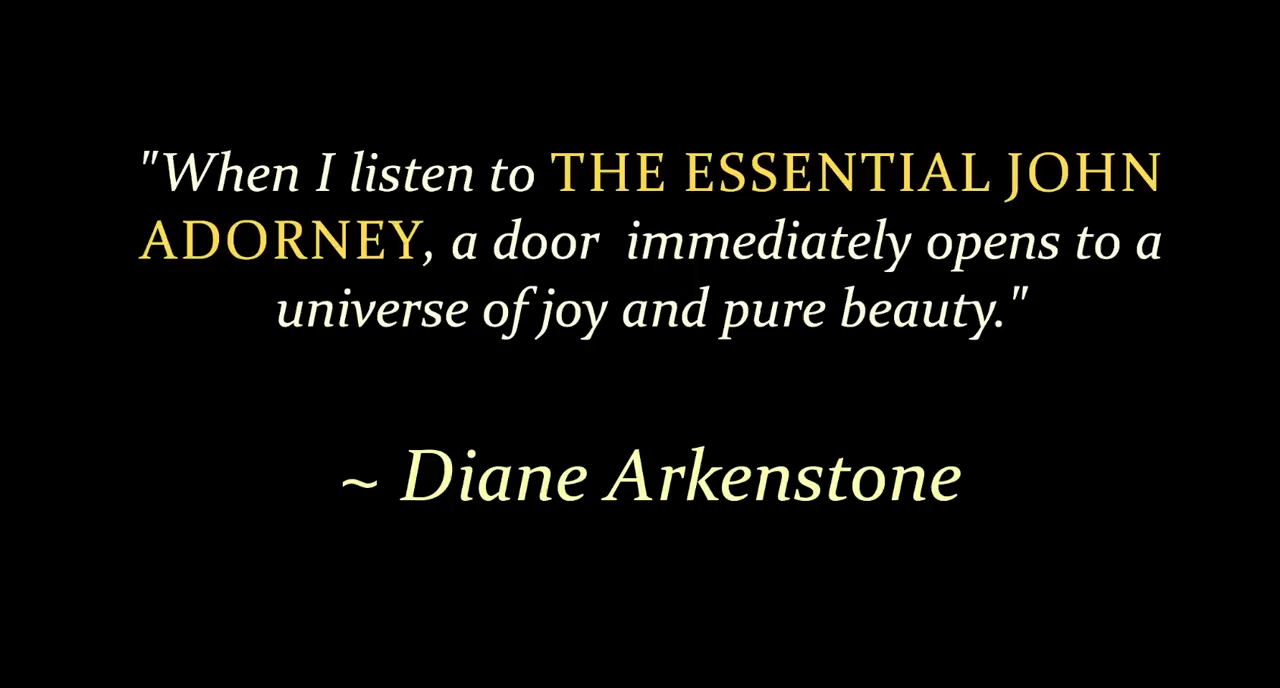 "When I listen to THE ESSENTIAL JOHN
ADORNEY, a door  immediately opens to a
universe of joy and pure beauty."
~ Diane Arkenstone